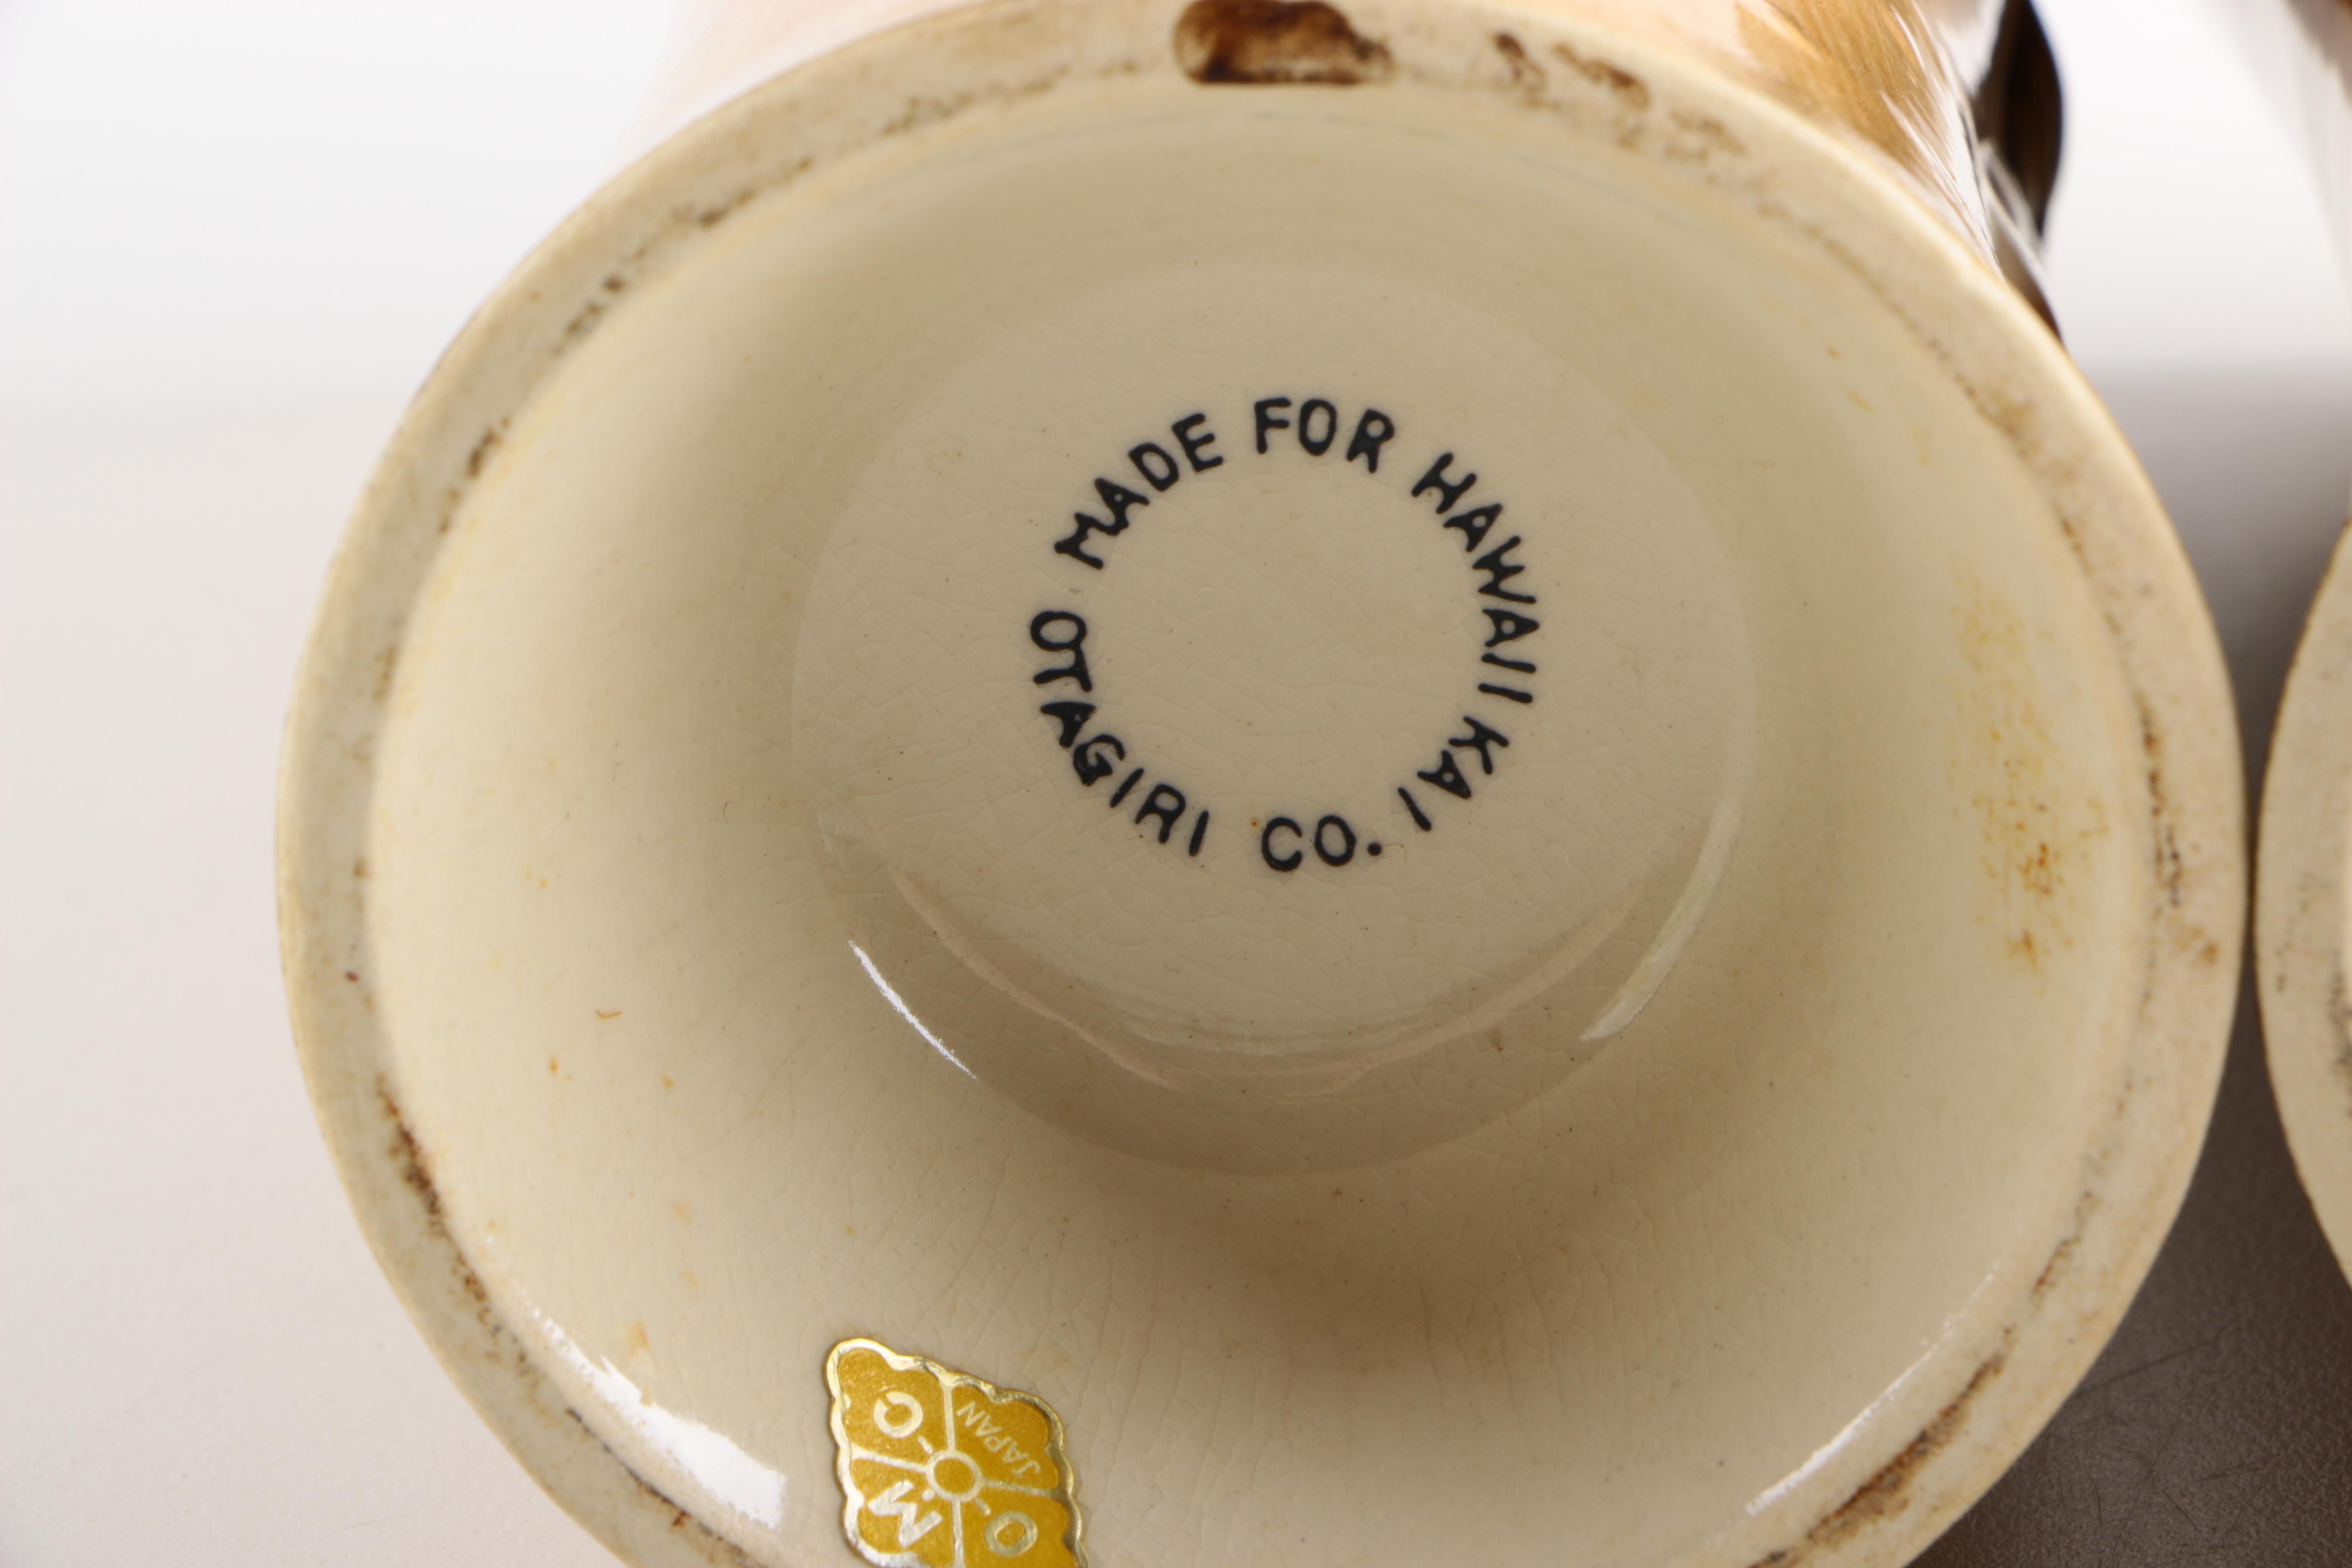 MADE FOR HAWAII KAI
OTAGIRI CO.
O
M
C
JAPAN